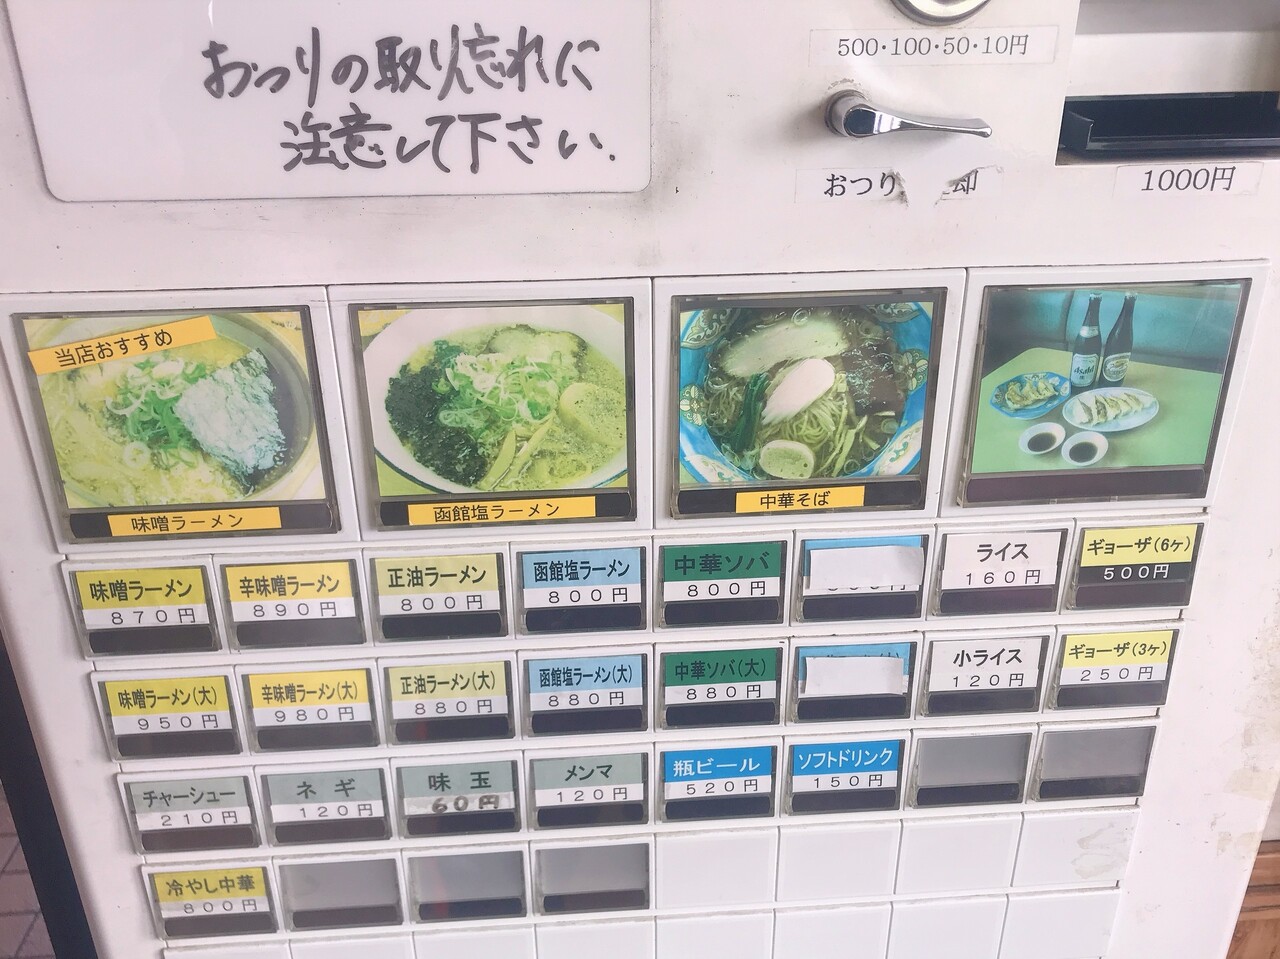 おつりの取り忘れに
注意して下さい.
500・100・50・10円
おつり 却
1000円
当店おすすめ
味噌ラーメン
函館塩ラーメン
中華そば
Asahi
味噌ラーメン
870円
辛味噌ラーメン
890円
正油ラーメン
800円
函館塩ラーメン
800円
中華ソバ
800円
ライス
160円
ギョーザ(6ケ)
500円
味噌ラーメン(大)
950円
辛味噌ラーメン(大)
980円
正油ラーメン(大)
880円
函館塩ラーメン(大)
880円
中華ソバ(大)
880円
小ライス
120円
ギョーザ(3ケ)
250円
チャーシュー
210円
ネギ
120円
味玉
60円
メンマ
120円
瓶ビール
520円
ソフトドリンク
150円
冷やし中華
800円